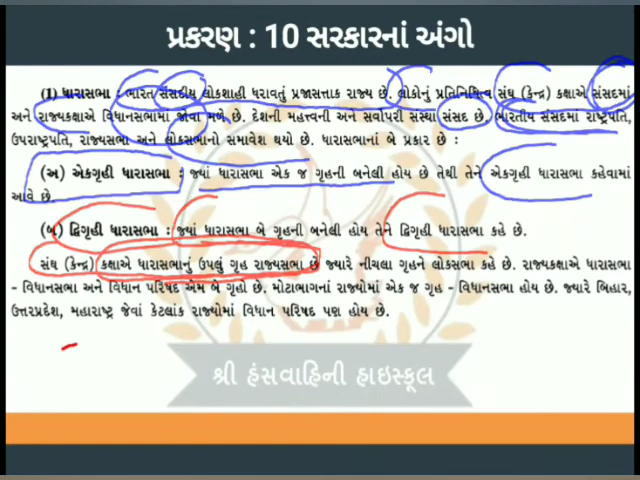 પ્રકરણ : 10 સરકારનાં અંગો
(1) ધારાસભા : ભારત સંસદીય લોકશાહી ધરાવતું પ્રજાસત્તાક રાજ્ય છે. લોકોનું પ્રતિનિધિત્વ સંઘ (કેન્દ્ર) કક્ષાએ સંસદમાં
અને રાજ્યકક્ષાએ વિધાનસભામાં જોવા મળે છે. દેશની મહત્ત્વની અને સર્વોપરી સંસ્થા સંસદ છે. ભારતીય સંસદમાં રાષ્ટ્રપતિ,
ઉપરાષ્ટ્રપતિ, રાજ્યસભા અને લોકસભાનો સમાવેશ થયો છે. ધારાસભાનાં બે પ્રકાર છે :
(અ) એકગૃહી ધારાસભા : જ્યાં ધારાસભા એક જ ગૃહની બનેલી હોય છે તેથી તેને એકગૃહી ધારાસભા કહેવામાં
આવે છે.
(બ) દ્વિગૃહી ધારાસભા : જ્યાં ધારાસભા બે ગૃહની બનેલી હોય તેને દ્વિગૃહી ધારાસભા કહે છે.
સંઘ (કેન્દ્ર) કક્ષાએ ધારાસભાનું ઉપલું ગૃહ રાજ્યસભા છે જ્યારે નીચલા ગૃહને લોકસભા કહે છે. રાજ્યકક્ષાએ ધારાસભા
- વિધાનસભા અને વિધાન પરિષદ એમ બે ગૃહો છે. મોટાભાગનાં રાજ્યોમાં એક જ ગૃહ - વિધાનસભા હોય છે. જ્યારે બિહાર,
ઉત્તરપ્રદેશ, મહારાષ્ટ્ર જેવાં કેટલાંક રાજ્યોમાં વિધાન પરિષદ પણ હોય છે.
શ્રી હંસવાહિની હાઇસ્કૂલ